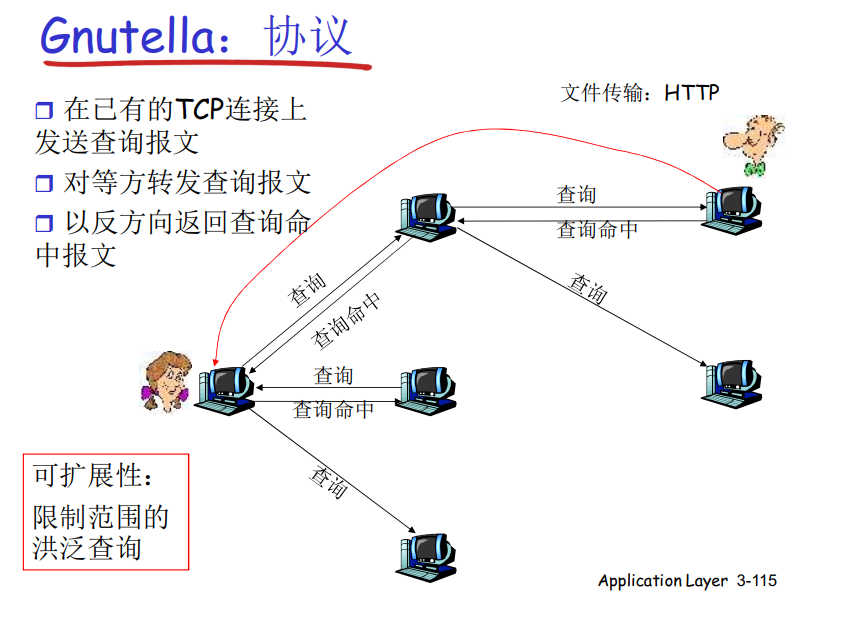 Gnutella：协议
在已有的TCP连接上
发送查询报文
对等方转发查询报文
以反方向返回查询命
中报文
文件传输：HTTP
查询
查询命中
查询
查询
查询命中
查询
查询命中
查询
可扩展性：
限制范围的
洪泛查询
Application Layer 3-115